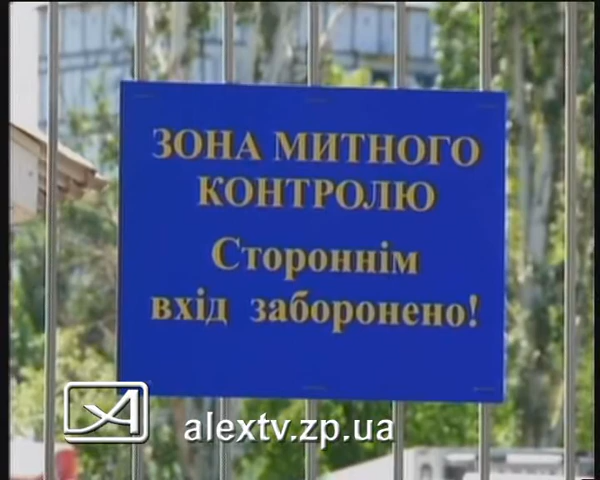 ЗОНА МИТНОГО
КОНТРОЛЮ
Стороннім
вхід заборонено!
alextv.zp.ua